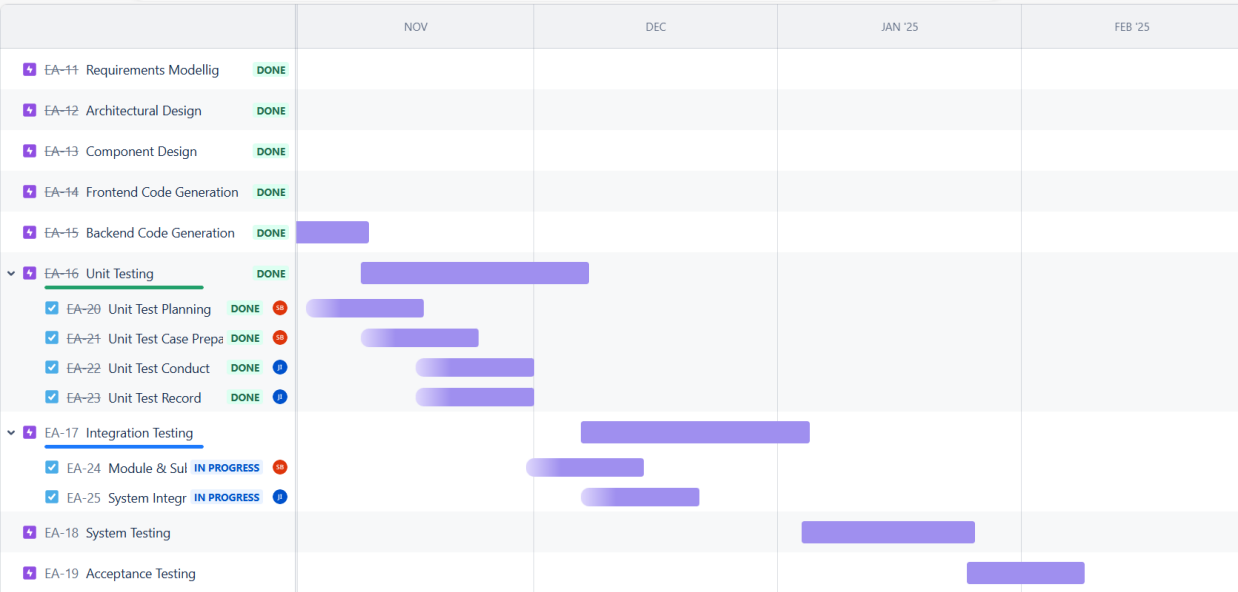 NOV DEC JAN '25 FEB '25
EA-11 Requirements Modellig DONE
EA-12 Architectural Design DONE
EA-13 Component Design DONE
EA-14 Frontend Code Generation DONE
EA-15 Backend Code Generation DONE
EA-16 Unit Testing DONE
EA-20 Unit Test Planning DONE SB
EA-21 Unit Test Case Prepa DONE SB
EA-22 Unit Test Conduct DONE JI
EA-23 Unit Test Record DONE JI
EA-17 Integration Testing
EA-24 Module & Sul IN PROGRESS SB
EA-25 System Integr IN PROGRESS JI
EA-18 System Testing
EA-19 Acceptance Testing